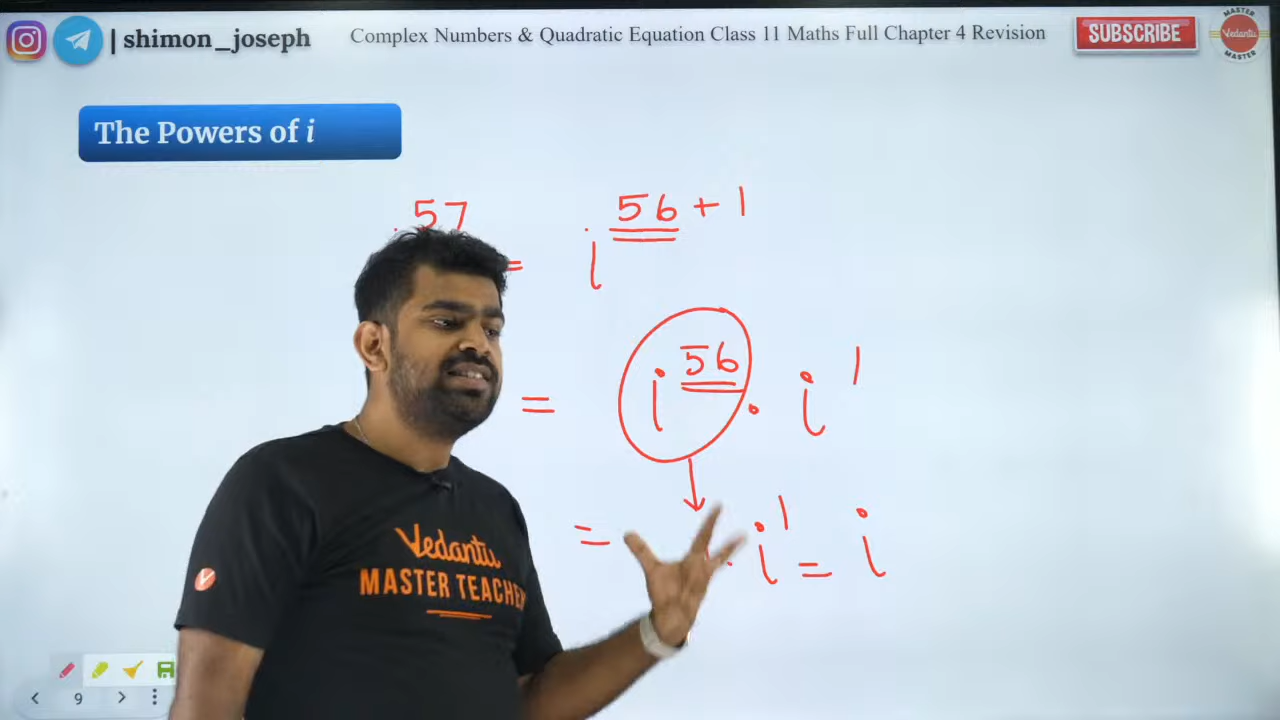 | shimon_joseph Complex Numbers & Quadratic Equation Class 11 Maths Full Chapter 4 Revision SUBSCRIBE MASTER Vedantu MASTER
The Powers of i
57 = i^56+1
= i^56 . i^1
= . i^1 = i
Vedantu
MASTER TEACHER
9